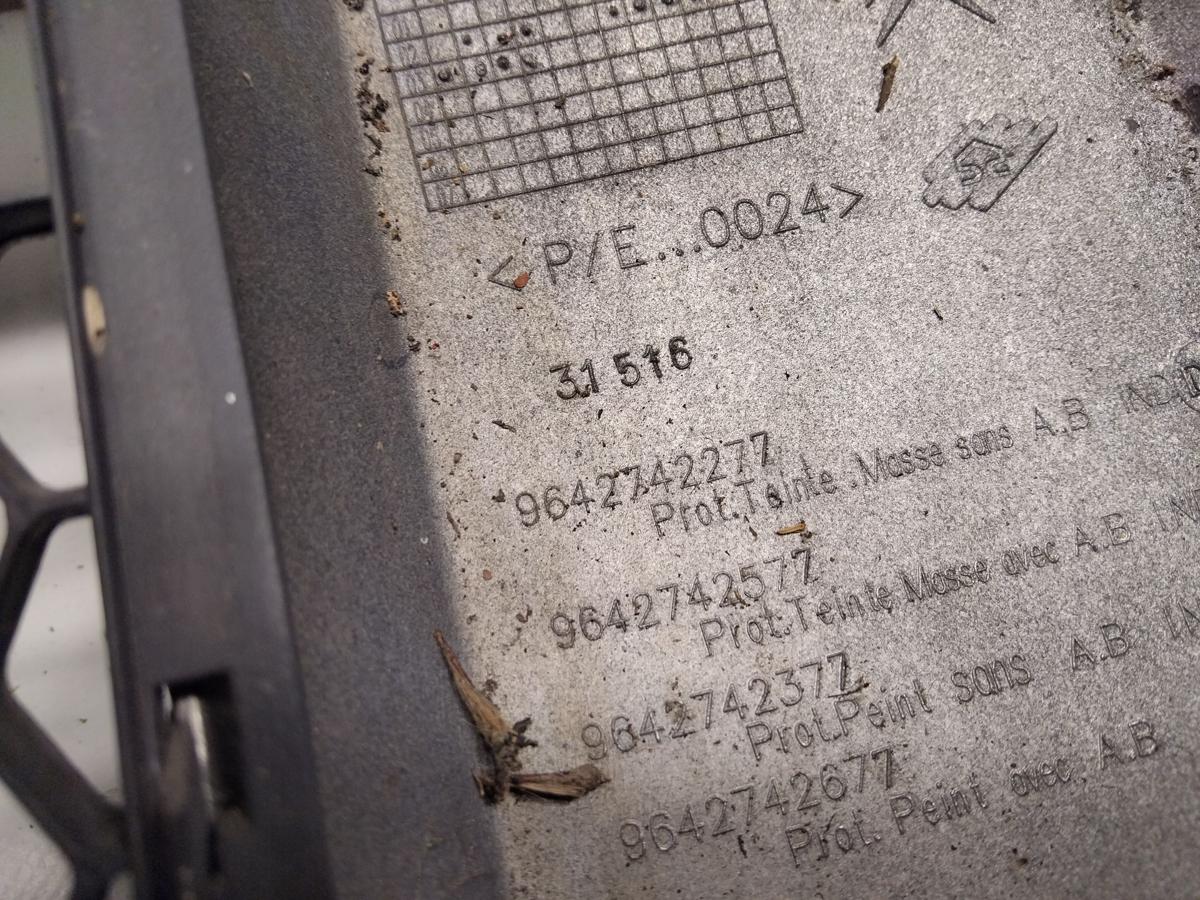 <P/E...0024>
31 516
9642742277
Prot.Teinte Masse sans A.B IND.
9642742577
Prot.Teinte Masse avec A.B
9642742377
Prot.Peint sans A.B
9642742677
Prot. Peint avec A.B